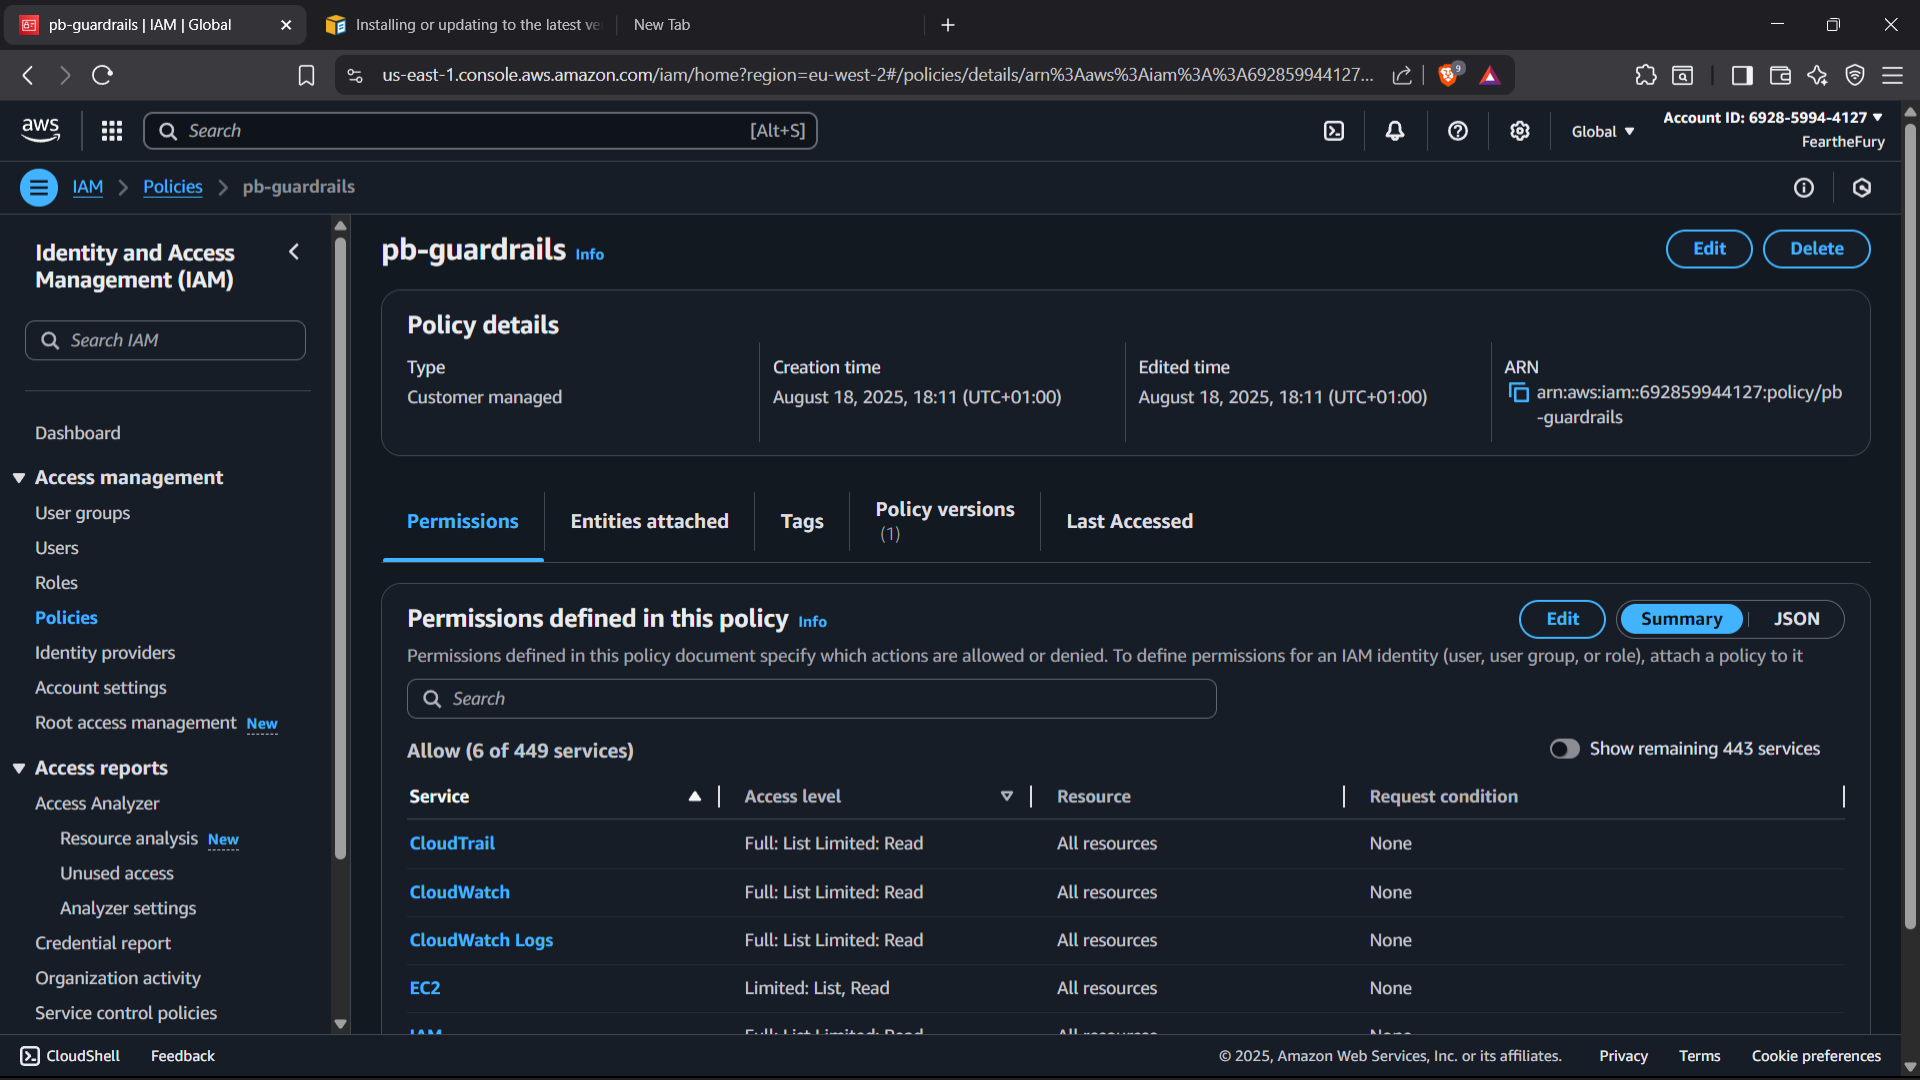 pb-guardrails | IAM | Global
Installing or updating to the latest ve
New Tab
us-east-1.console.aws.amazon.com/iam/home?region=eu-west-2#/policies/details/arn%3Aaws%3Aiam%3A%3A692859944127...
9
aws
Search
[Alt+S]
Global
Account ID: 6928-5994-4127
FeartheFury
IAM
Policies
pb-guardrails
Identity and Access
Management (IAM)
Search IAM
Dashboard
Access management
User groups
Users
Roles
Policies
Identity providers
Account settings
Root access management New
Access reports
Access Analyzer
Resource analysis New
Unused access
Analyzer settings
Credential report
Organization activity
Service control policies
pb-guardrails Info
Edit
Delete
Policy details
Type
Customer managed
Creation time
August 18, 2025, 18:11 (UTC+01:00)
Edited time
August 18, 2025, 18:11 (UTC+01:00)
ARN
arn:aws:iam::692859944127:policy/pb
-guardrails
Permissions
Entities attached
Tags
Policy versions
(1)
Last Accessed
Permissions defined in this policy Info
Edit
Summary
JSON
Permissions defined in this policy document specify which actions are allowed or denied. To define permissions for an IAM identity (user, user group, or role), attach a policy to it
Search
Allow (6 of 449 services)
Show remaining 443 services
Service Access level Resource Request condition
CloudTrail Full: List Limited: Read All resources None
CloudWatch Full: List Limited: Read All resources None
CloudWatch Logs Full: List Limited: Read All resources None
EC2 Limited: List, Read All resources None
IAM Full: List Limited: Read All resources None
CloudShell
Feedback
© 2025, Amazon Web Services, Inc. or its affiliates.
Privacy
Terms
Cookie preferences